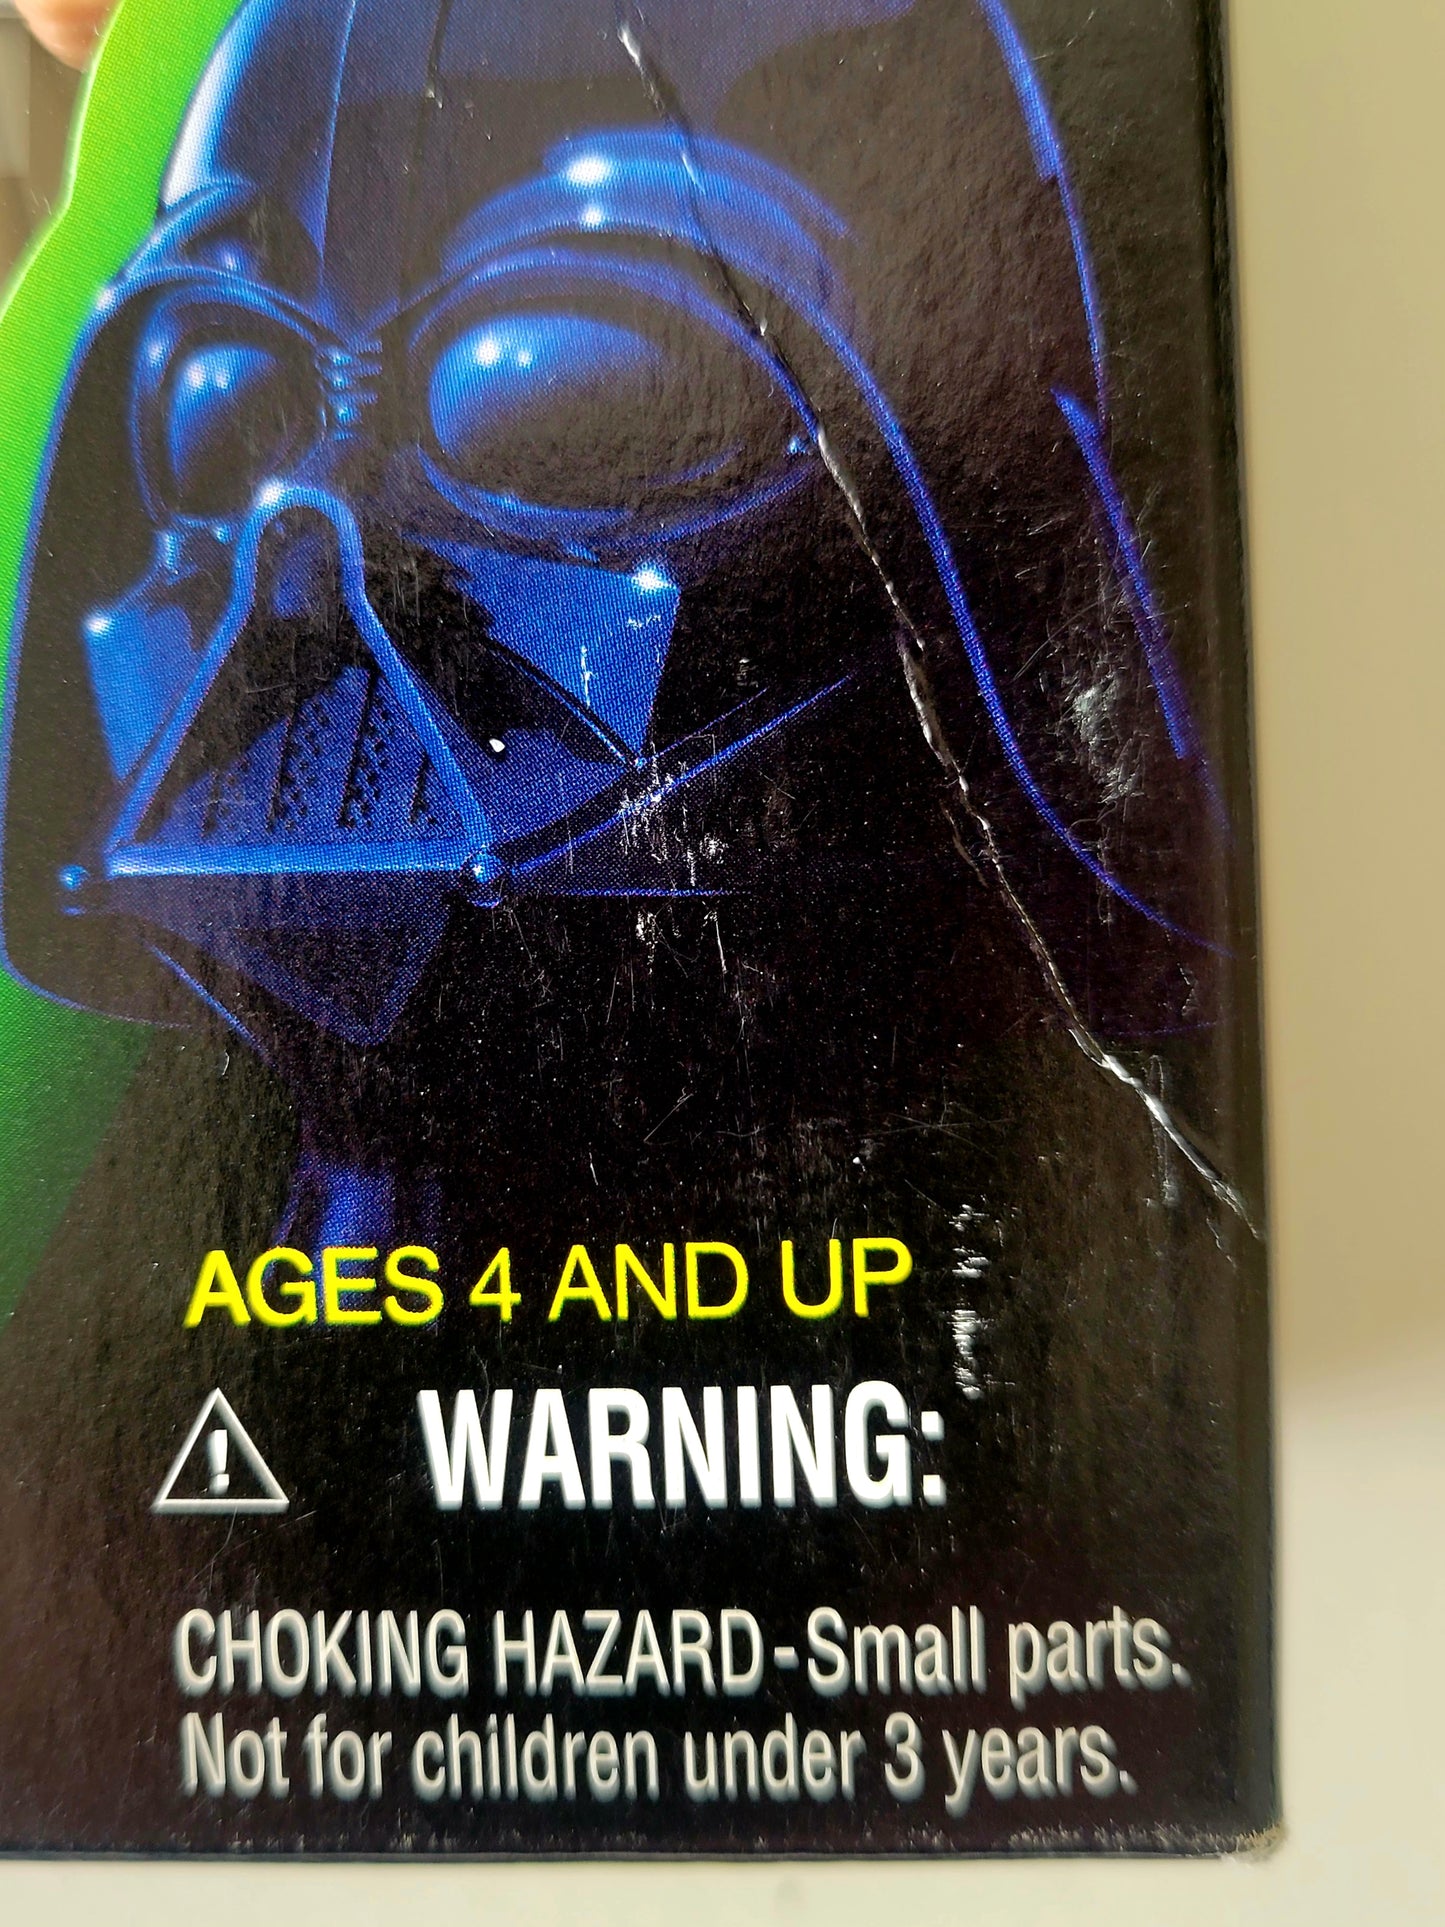 AGES 4 AND UP
WARNING:
CHOKING HAZARD-Small parts.
Not for children under 3 years.